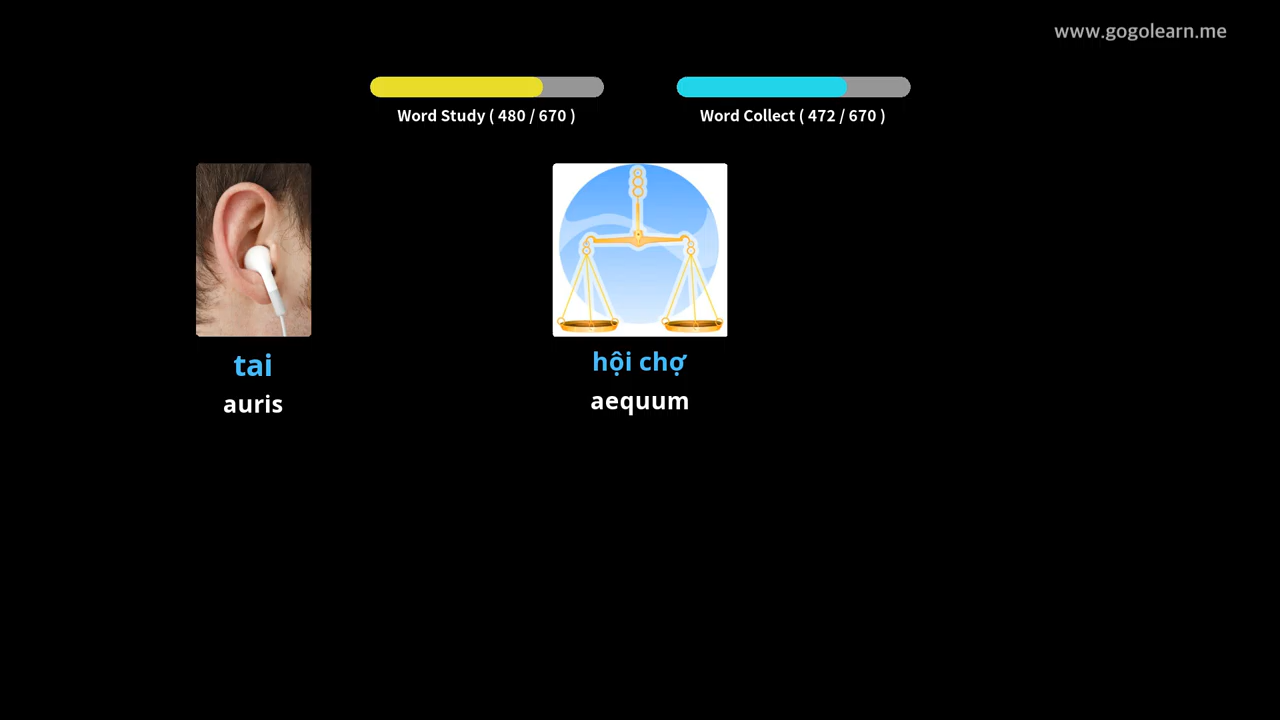 www.gogolearn.me
Word Study ( 480 / 670 )
Word Collect ( 472 / 670 )
tai
auris
hội chợ
aequum